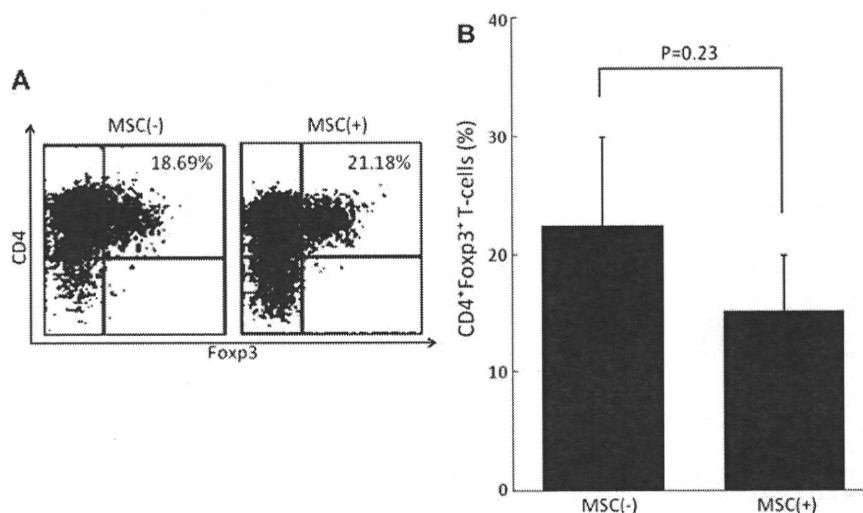 A
MSC(-)
MSC(+)
18.69%
21.18%
CD4
Foxp3
B
P=0.23
CD4⁺Foxp3⁺ T-cells (%)
40
30
20
10
0
MSC(-)
MSC(+)